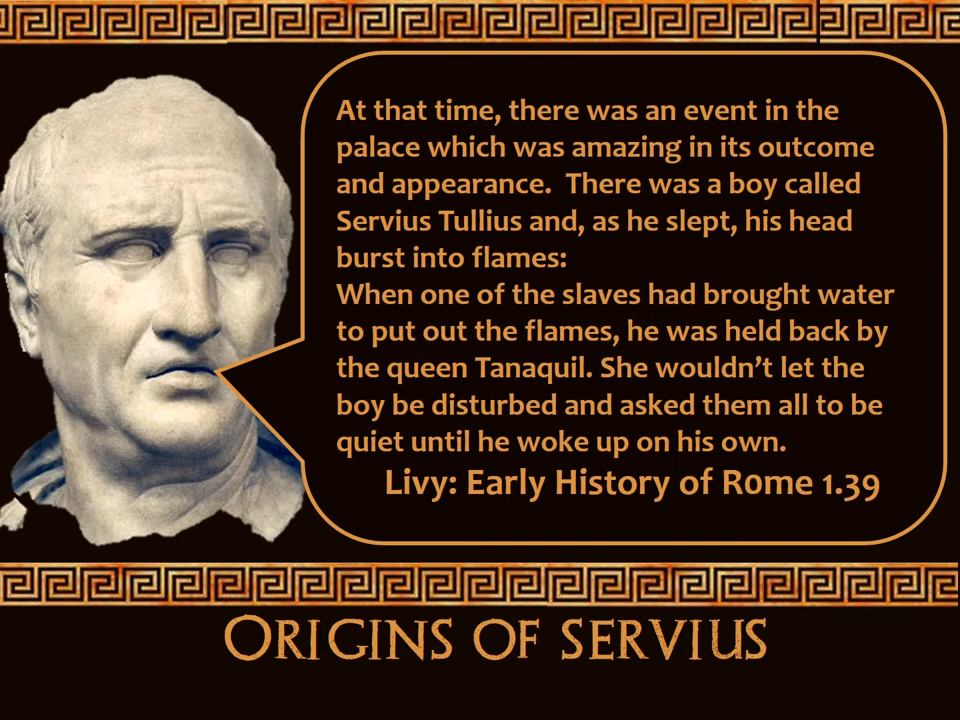 At that time, there was an event in the
palace which was amazing in its outcome
and appearance.  There was a boy called
Servius Tullius and, as he slept, his head
burst into flames:
When one of the slaves had brought water
to put out the flames, he was held back by
the queen Tanaquil. She wouldn’t let the
boy be disturbed and asked them all to be
quiet until he woke up on his own.
Livy: Early History of R0me 1.39
Origins of servius